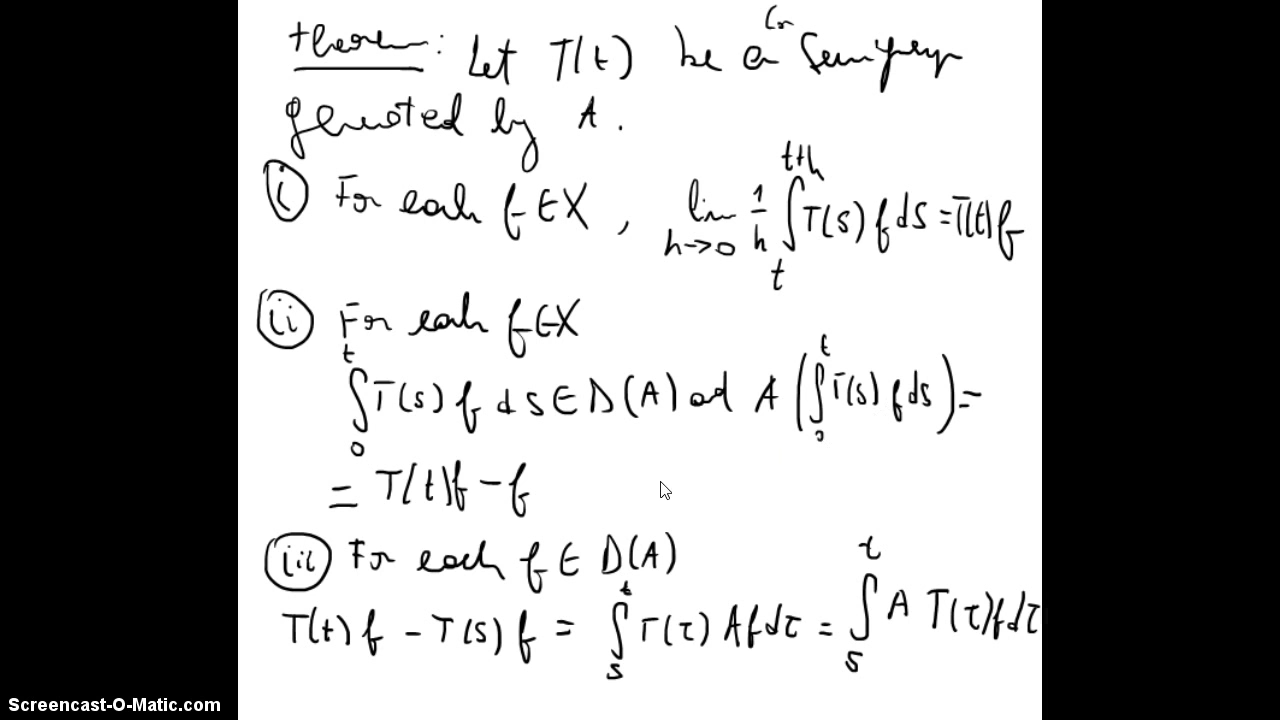 theorem: Let T(t) be a C₀ Semigroup
generated by A.
(i) For each f ∈ X, lim_{h→0} 1/h ∫_t^{t+h} T(s) f ds = T(t) f
(ii) For each f ∈ X
∫_0^t T(s) f ds ∈ D(A) and A (∫_0^t T(s) f ds) =
= T(t)f - f
(iii) For each f ∈ D(A)
T(t) f - T(s) f = ∫_s^t T(τ) Af dτ = ∫_s^t A T(τ)f dτ
Screencast-O-Matic.com